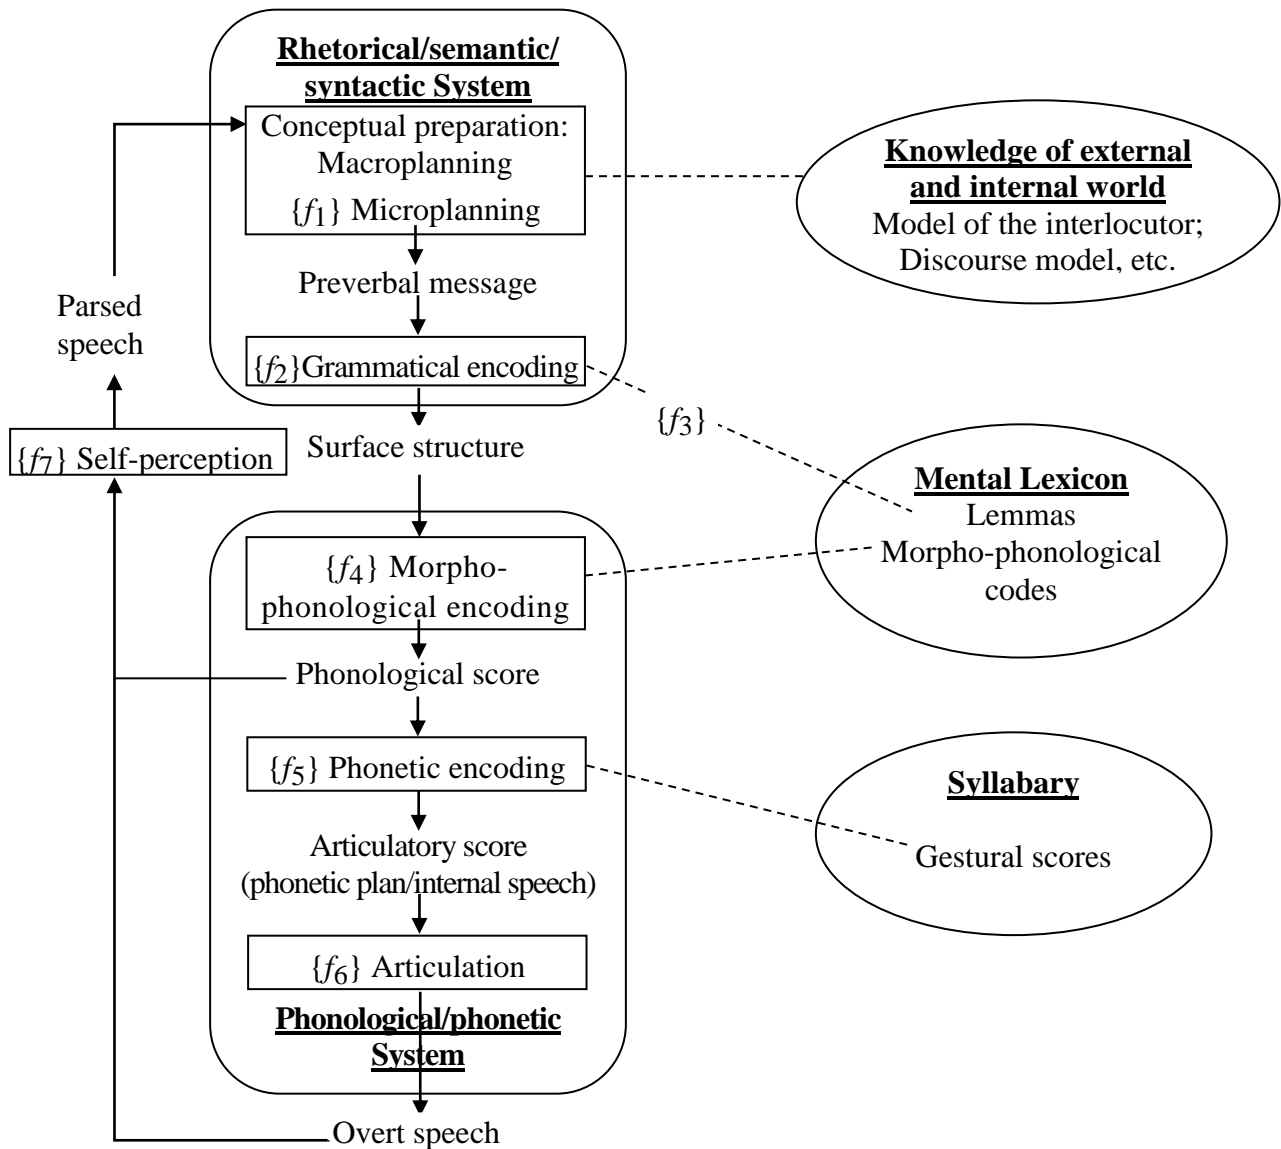 Rhetorical/semantic/
syntactic System
Conceptual preparation:
Macroplanning
{f1} Microplanning
Preverbal message
{f2}Grammatical encoding
Knowledge of external
and internal world
Model of the interlocutor;
Discourse model, etc.
Parsed
speech
{f3}
{f7} Self-perception
Surface structure
Mental Lexicon
Lemmas
Morpho-phonological
codes
{f4} Morpho-
phonological encoding
Phonological score
{f5} Phonetic encoding
Syllabary
Gestural scores
Articulatory score
(phonetic plan/internal speech)
{f6} Articulation
Phonological/phonetic
System
Overt speech